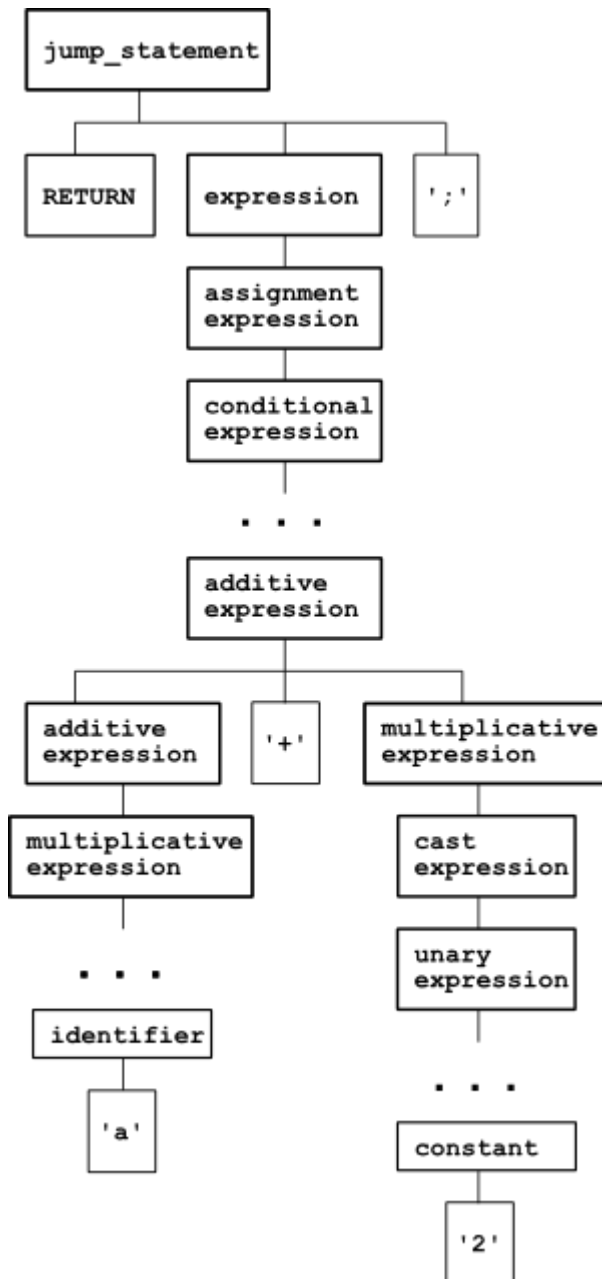 jump_statement
RETURN
expression
';'
assignment
expression
conditional
expression
. . .
additive
expression
additive
expression
'+'
multiplicative
expression
multiplicative
expression
cast
expression
unary
expression
. . .
identifier
. . .
'a'
constant
'2'